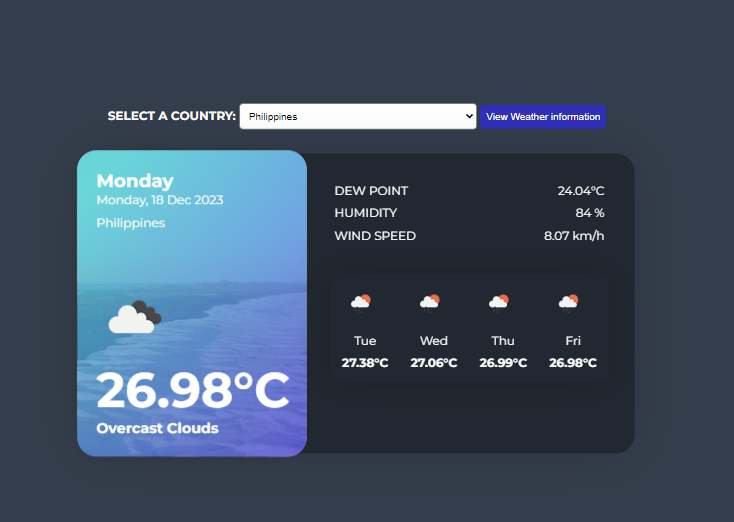 SELECT A COUNTRY: Philippines View Weather information
Monday
Monday, 18 Dec 2023
Philippines
26.98°C
Overcast Clouds
DEW POINT 24.04°C
HUMIDITY 84 %
WIND SPEED 8.07 km/h
Tue Wed Thu Fri
27.38°C 27.06°C 26.99°C 26.98°C